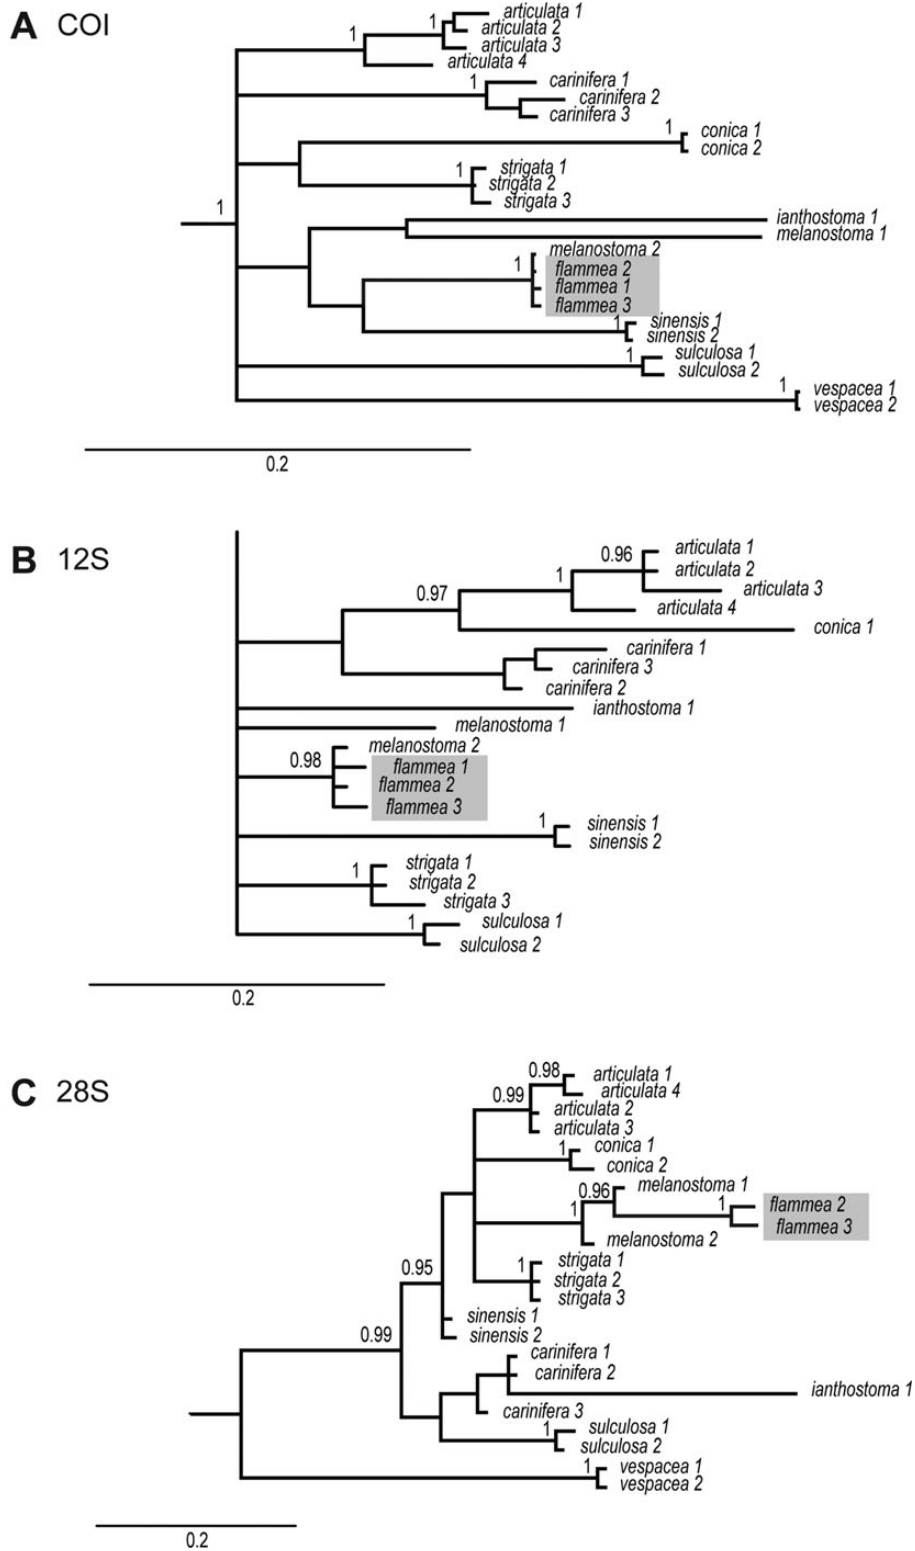 A COI
1
articulata 1
articulata 2
articulata 3
1
articulata 4
1
carinifera 1
carinifera 2
carinifera 3
1
conica 1
conica 2
1
strigata 1
strigata 2
strigata 3
1
ianthostoma 1
melanostoma 1
melanostoma 2
1
flammea 2
flammea 1
flammea 3
1
sinensis 1
sinensis 2
1
sulculosa 1
sulculosa 2
1
vespacea 1
vespacea 2
0.2
B 12S
0.96
articulata 1
articulata 2
1
articulata 3
0.97
articulata 4
conica 1
carinifera 1
carinifera 3
carinifera 2
ianthostoma 1
melanostoma 1
melanostoma 2
0.98
flammea 1
flammea 2
flammea 3
1
sinensis 1
sinensis 2
1
strigata 1
strigata 2
strigata 3
1
sulculosa 1
sulculosa 2
0.2
C 28S
0.98
articulata 1
articulata 4
0.99
articulata 2
articulata 3
1
conica 1
conica 2
0.96
melanostoma 1
1
1
flammea 2
flammea 3
melanostoma 2
1
strigata 1
strigata 2
strigata 3
0.95
sinensis 1
sinensis 2
0.99
carinifera 1
carinifera 2
ianthostoma 1
carinifera 3
1
sulculosa 1
sulculosa 2
1
vespacea 1
vespacea 2
0.2